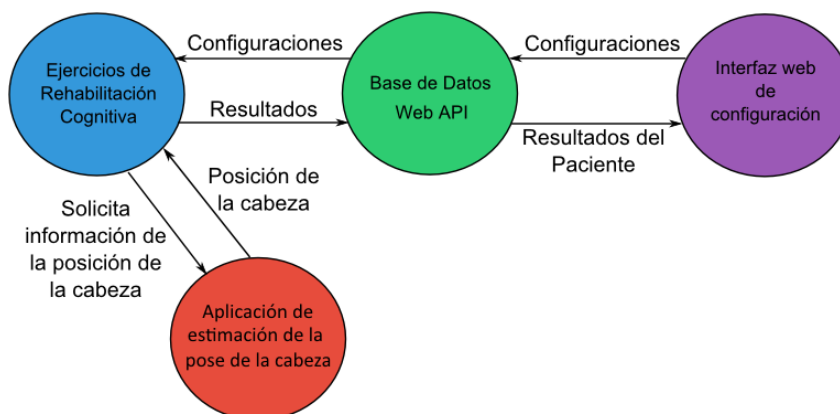 Ejercicios de
Rehabilitación
Cognitiva
Configuraciones
Resultados
Base de Datos
Web API
Configuraciones
Resultados del
Paciente
Interfaz web
de
configuración
Solicita
información de
la posición de
la cabeza
Posición de
la cabeza
Aplicación de
estimación de la
pose de la cabeza